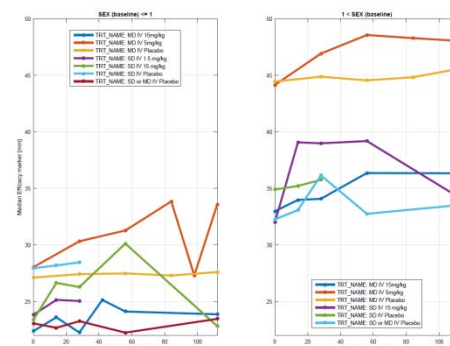 SEX (baseline) <= 1
1 < SEX (baseline)
50
45
40
35
30
25
Median Efficacy marker [mm]
TRT_NAME: MD IV 15mg/kg
TRT_NAME: MD IV 5mg/kg
TRT_NAME: MD IV Placebo
TRT_NAME: SD IV 1.5 mg/kg
TRT_NAME: SD IV 15 mg/kg
TRT_NAME: SD IV Placebo
TRT_NAME: SD or MD IV Placebo
0
20
40
60
80
100
50
45
40
35
30
25
TRT_NAME: MD IV 15mg/kg
TRT_NAME: MD IV 5mg/kg
TRT_NAME: MD IV Placebo
TRT_NAME: SD IV 15 mg/kg
TRT_NAME: SD IV Placebo
TRT_NAME: SD or MD IV Placebo
0
20
40
60
80
100